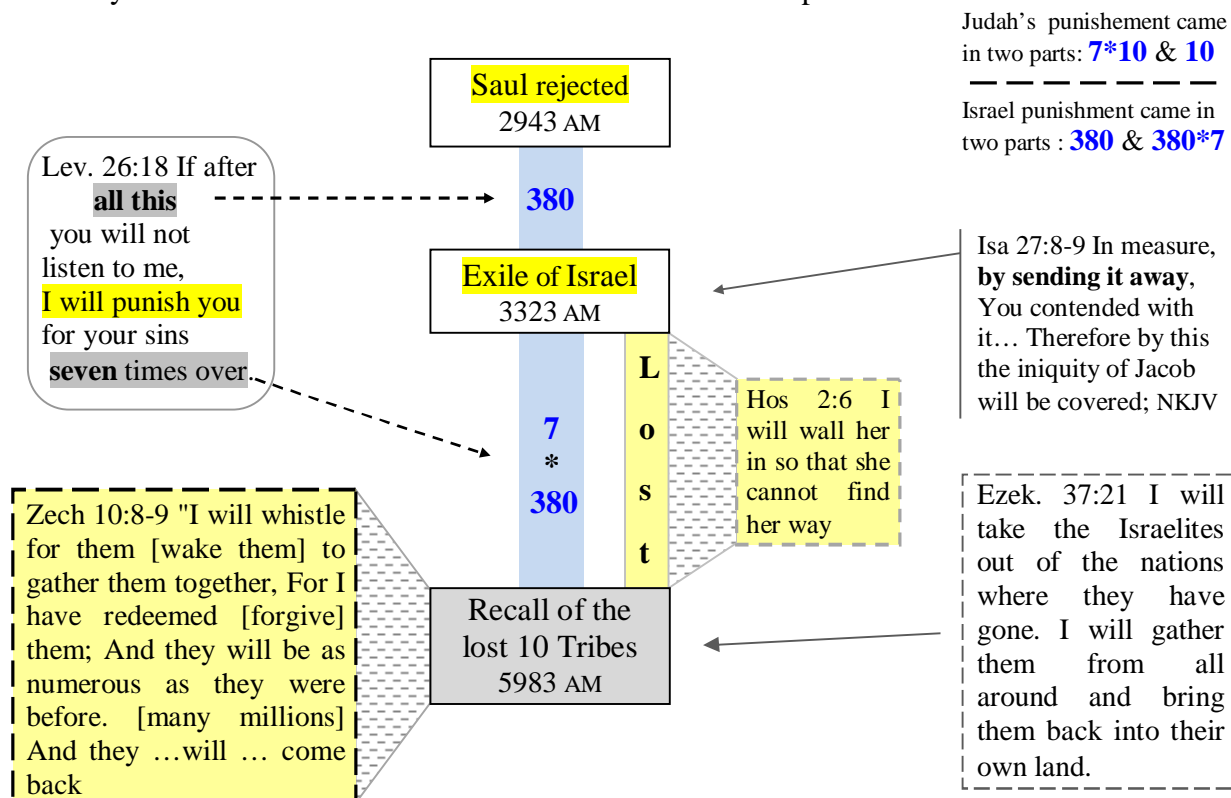 Judah’s punishement came
in two parts: 7*10 & 10
Israel punishment came in
two parts : 380 & 380*7
Saul rejected
2943 AM
Lev. 26:18 If after
all this
you will not
listen to me,
I will punish you
for your sins
seven times over.
380
Exile of Israel
3323 AM
Isa 27:8-9 In measure,
by sending it away,
You contended with
it… Therefore by this
the iniquity of Jacob
will be covered; NKJV
L
o
s
t
7
*
380
Hos 2:6 I
will wall her
in so that she
cannot find
her way
Zech 10:8-9 "I will whistle
for them [wake them] to
gather them together, For I
have redeemed [forgive]
them; And they will be as
numerous as they were
before. [many millions]
And they …will … come
back
Recall of the
lost 10 Tribes
5983 AM
Ezek. 37:21 I will
take the Israelites
out of the nations
where they have
gone. I will gather
them from all
around and bring
them back into their
own land.